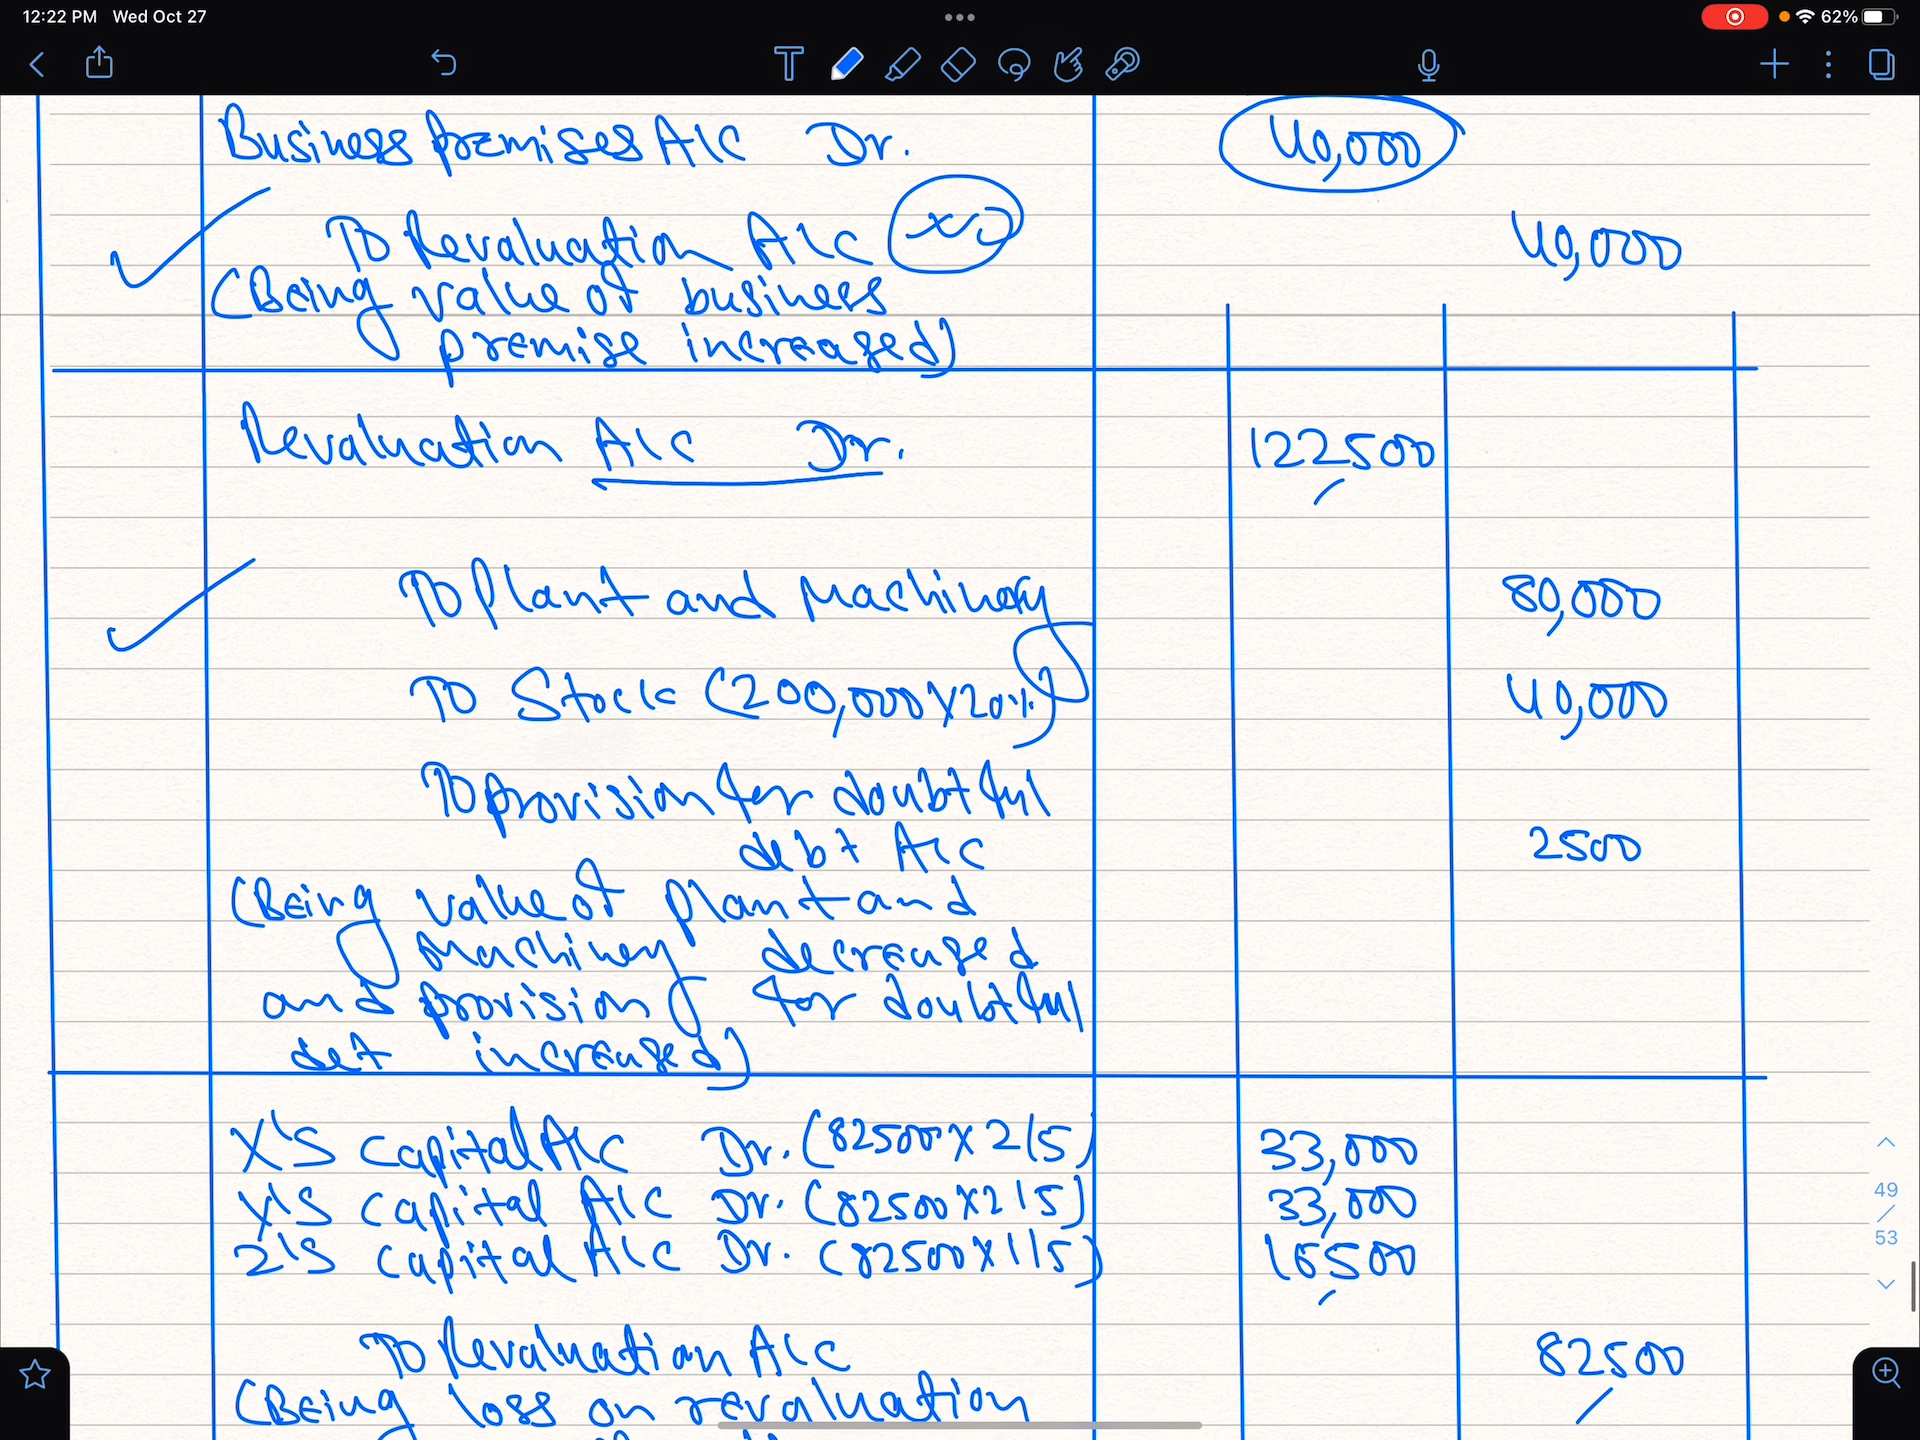 12:22 PM Wed Oct 27
62%
Business premises A/C Dr. 40,000
To Revaluation A/C 40,000
(Being value of business
premise increased)
Revaluation A/C Dr. 122500
To Plant and Machinery 80,000
To Stock (200,000 X 20%) 40,000
To provision for doubtful
debt A/C 2500
(Being value of plant and
Machinery decreased
and provision for doubtful
det increased)
X's capital A/c Dr. (82500 X 2/5) 33,000
Y's capital A/C Dr. (82500 X 2/5) 33,000
Z's capital A/C Dr. (82500 X 1/5) 16,500
To Revaluation A/C 82500
(Being loss on revaluation
49
/
53